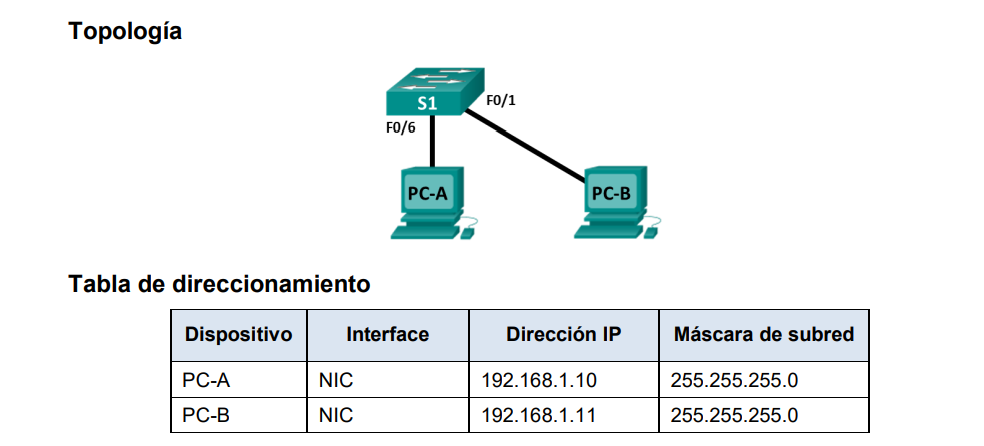 Topología
S1
F0/1
F0/6
PC-A
PC-B
Tabla de direccionamiento
Dispositivo Interface Dirección IP Máscara de subred
PC-A NIC 192.168.1.10 255.255.255.0
PC-B NIC 192.168.1.11 255.255.255.0